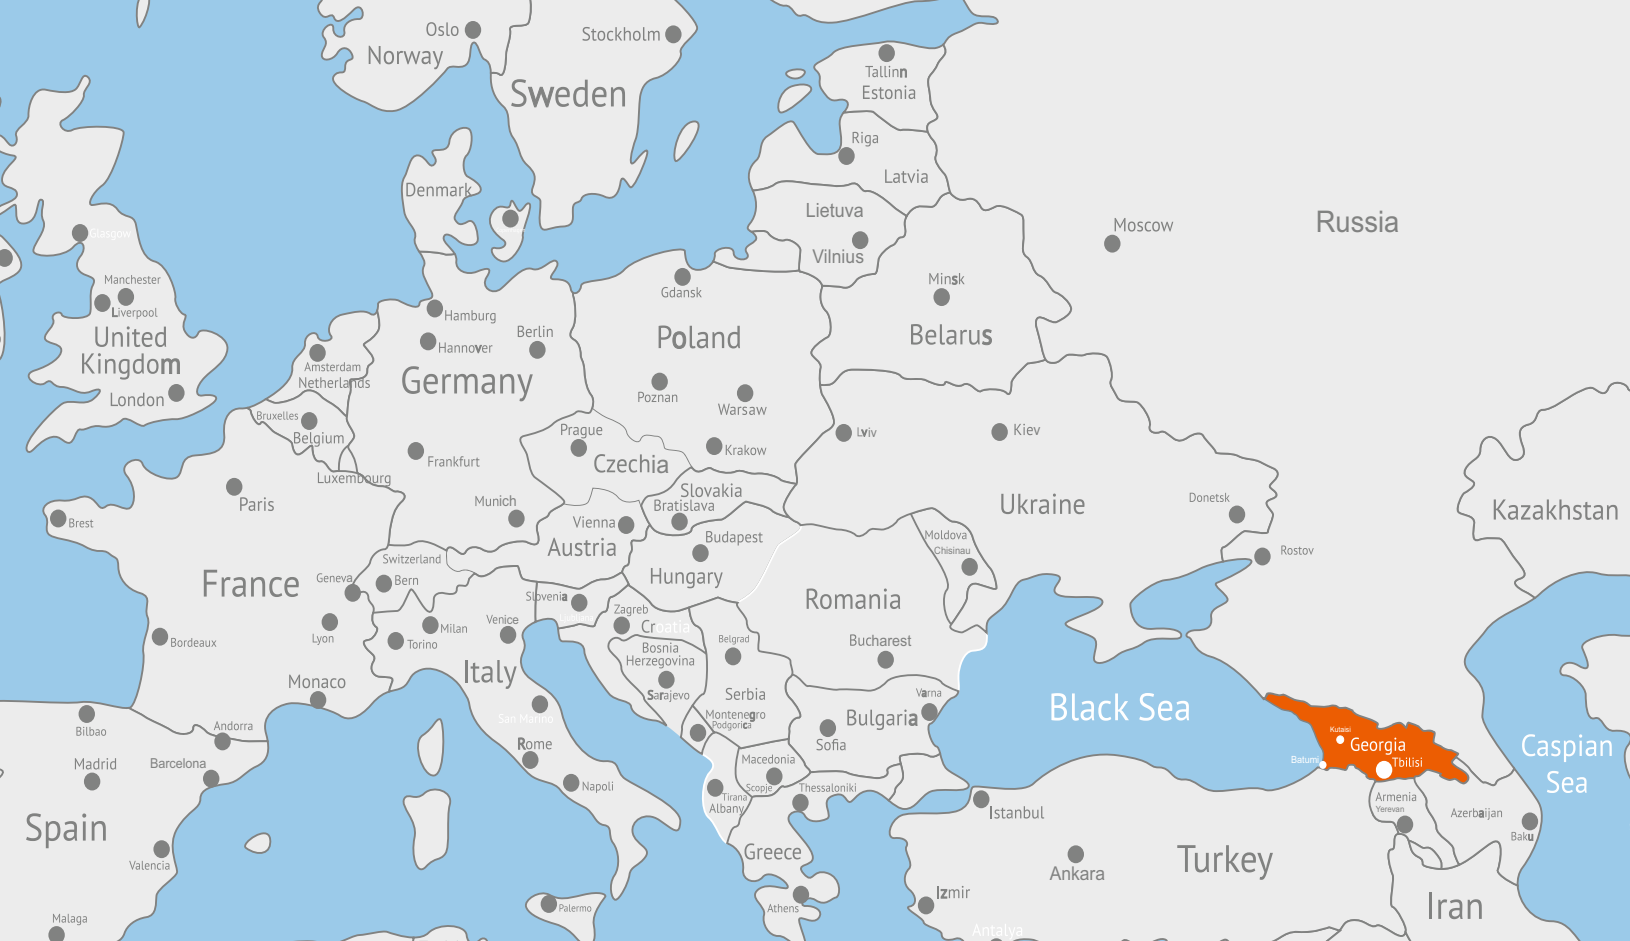 Oslo
Norway
Stockholm
Sweden
Tallinn
Estonia
Riga
Latvia
Denmark
Lietuva
Vilnius
Moscow
Russia
Glasgow
Manchester
Liverpool
United
Kingdom
London
Gdansk
Minsk
Belarus
Hamburg
Hannover
Berlin
Poland
Germany
Amsterdam
Netherlands
Poznan
Warsaw
Bruxelles
Belgium
Prague
Czechia
Krakow
Lviv
Kiev
Frankfurt
Luxembourg
Paris
Brest
Munich
Slovakia
Bratislava
Vienna
Austria
Ukraine
Donetsk
Kazakhstan
Rostov
Budapest
Hungary
Moldova
Chisinau
Switzerland
Geneva
Bern
France
Slovenia
Zagreb
Croatia
Romania
Bucharest
Lyon
Milan
Torino
Venice
Bordeaux
Italy
Bosnia
Herzegovina
Sarajevo
Belgrad
Serbia
Monaco
San Marino
Rome
Montenegro
Podgorica
Bulgaria
Varna
Sofia
Black Sea
Bilbao
Andorra
Madrid
Barcelona
Napoli
Macedonia
Scopje
Tirana
Albany
Thessaloniki
Kutaisi
Georgia
Batumi
Tbilisi
Caspian
Sea
Istanbul
Armenia
Yerevan
Azerbaijan
Baku
Spain
Valencia
Greece
Ankara
Turkey
Izmir
Athens
Palermo
Malaga
Antalya
Iran